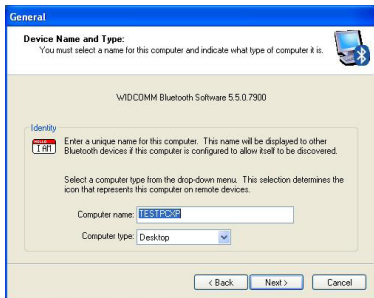 General
Device Name and Type:
You must select a name for this computer and indicate what type of computer it is.
WIDCOMM Bluetooth Software 5.5.0.7900
Identity
HELLO
I AM
Enter a unique name for this computer. This name will be displayed to other
Bluetooth devices if this computer is configured to allow itself to be discovered.
Select a computer type from the drop-down menu. This selection determines the
icon that represents this computer on remote devices.
Computer name: TESTPCXP
Computer type: Desktop
< Back Next > Cancel